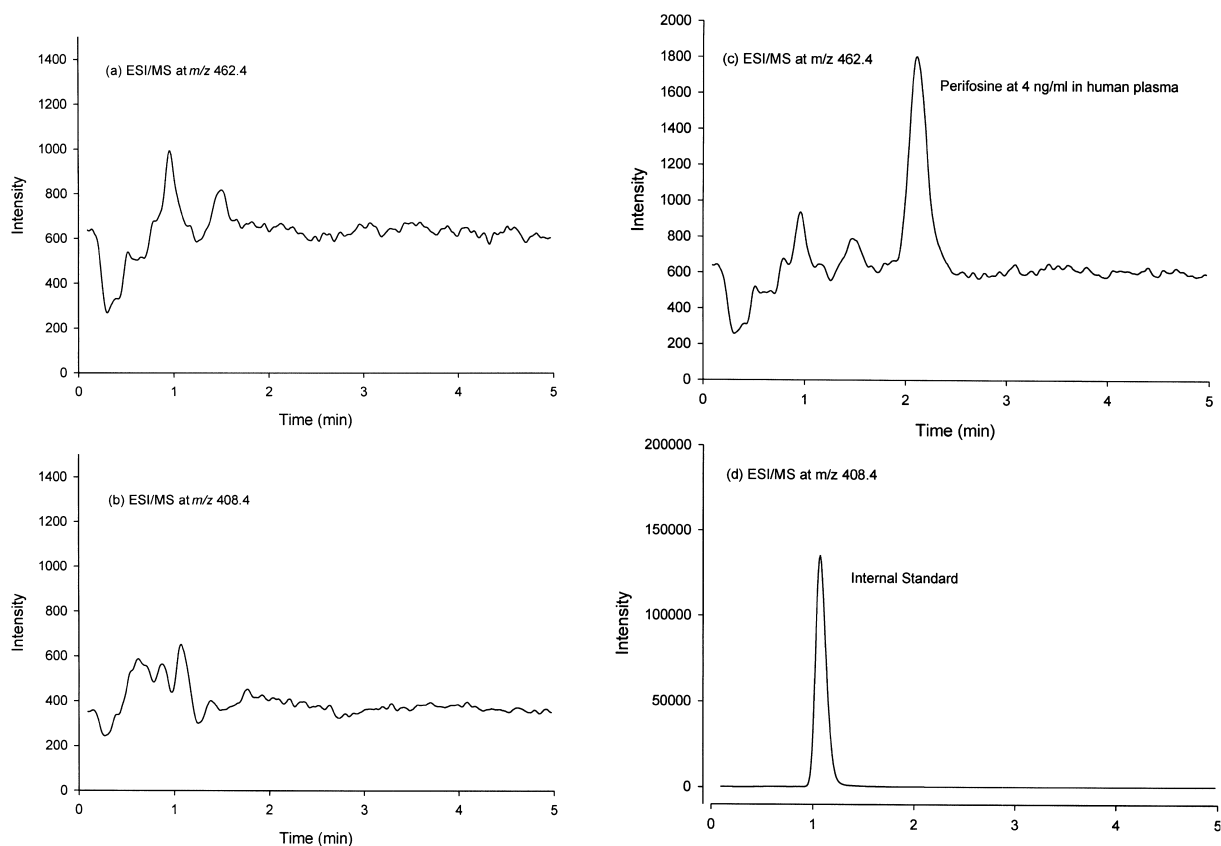 (a) ESI/MS at m/z 462.4
Intensity
1400
1200
1000
800
600
400
200
0
0 1 2 3 4 5
Time (min)
(b) ESI/MS at m/z 408.4
Intensity
1400
1200
1000
800
600
400
200
0
0 1 2 3 4 5
Time (min)
(c) ESI/MS at m/z 462.4
Perifosine at 4 ng/ml in human plasma
Intensity
2000
1800
1600
1400
1200
1000
800
600
400
200
0
0 1 2 3 4 5
Time (min)
(d) ESI/MS at m/z 408.4
Internal Standard
Intensity
200000
150000
100000
50000
0
0 1 2 3 4 5